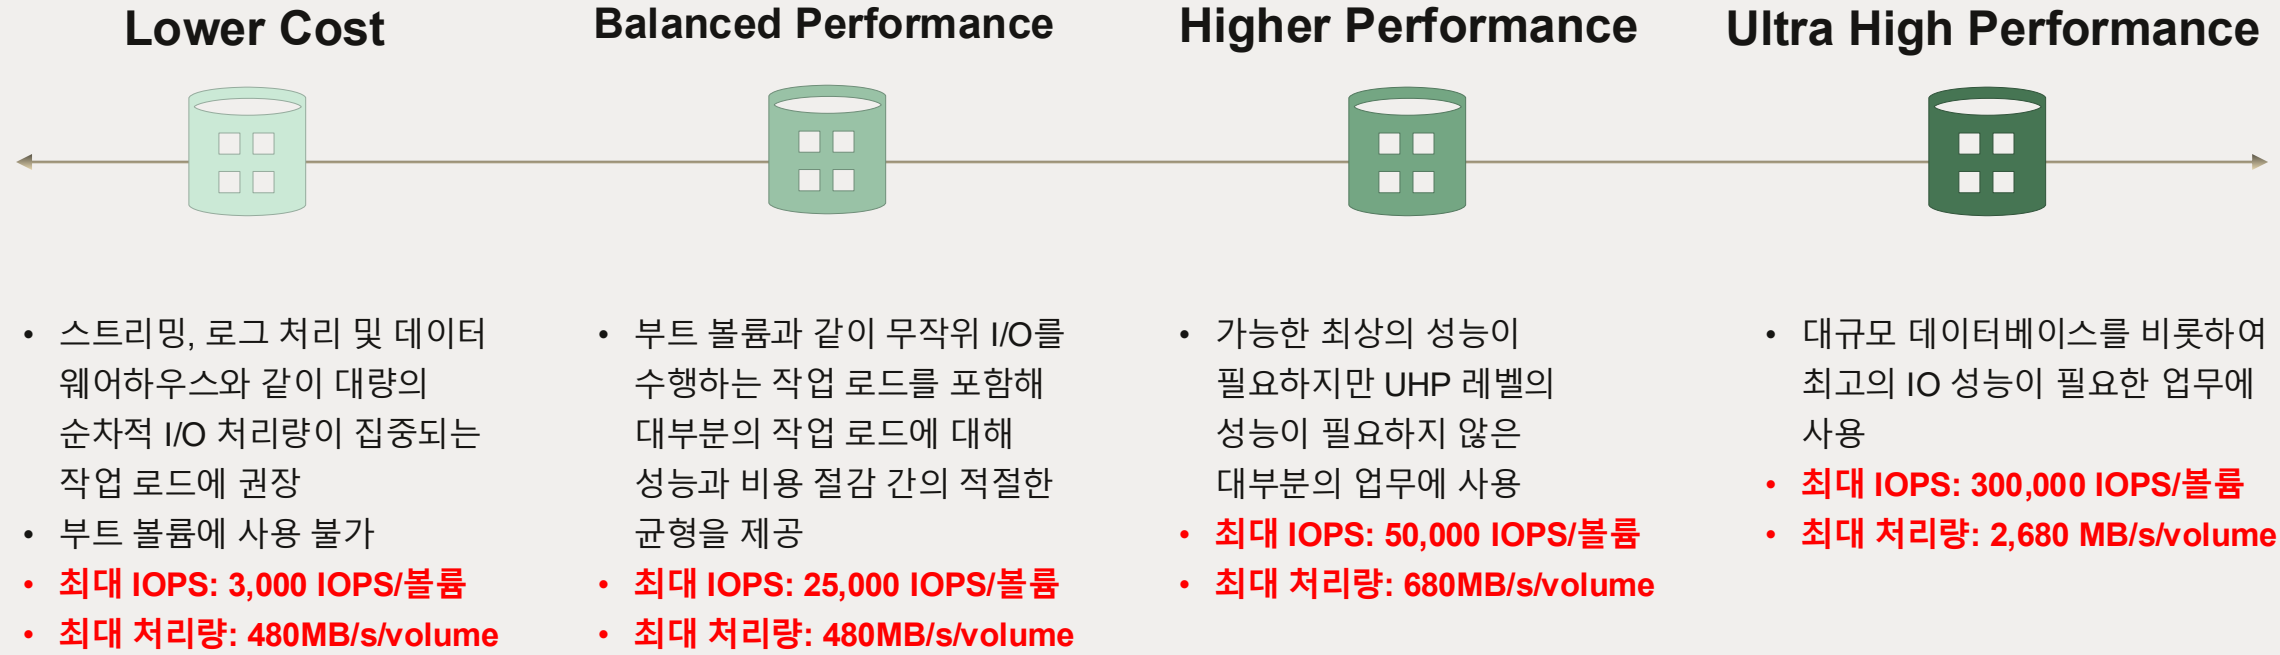 Lower Cost
Balanced Performance
Higher Performance
Ultra High Performance
• 스트리밍, 로그 처리 및 데이터
웨어하우스와 같이 대량의
순차적 I/O 처리량이 집중되는
작업 로드에 권장
• 부트 볼륨에 사용 불가
• 최대 IOPS: 3,000 IOPS/볼륨
• 최대 처리량: 480MB/s/volume
• 부트 볼륨과 같이 무작위 I/O를
수행하는 작업 로드를 포함해
대부분의 작업 로드에 대해
성능과 비용 절감 간의 적절한
균형을 제공
• 최대 IOPS: 25,000 IOPS/볼륨
• 최대 처리량: 480MB/s/volume
• 가능한 최상의 성능이
필요하지만 UHP 레벨의
성능이 필요하지 않은
대부분의 업무에 사용
• 최대 IOPS: 50,000 IOPS/볼륨
• 최대 처리량: 680MB/s/volume
• 대규모 데이터베이스를 비롯하여
최고의 IO 성능이 필요한 업무에
사용
• 최대 IOPS: 300,000 IOPS/볼륨
• 최대 처리량: 2,680 MB/s/volume